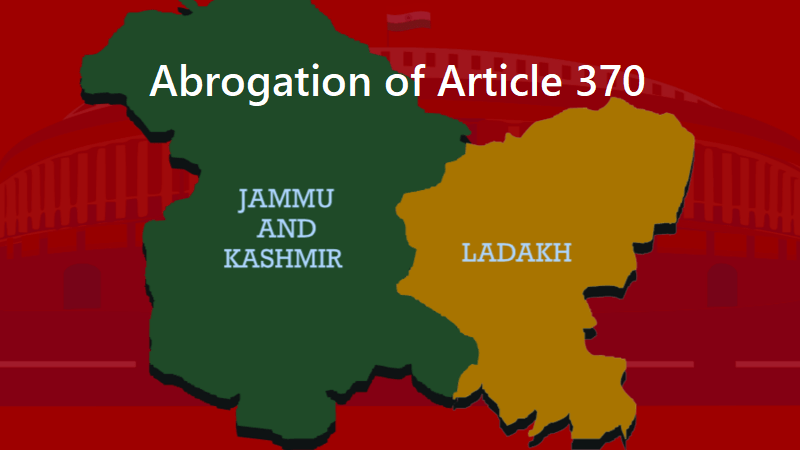 Abrogation of Article 370
JAMMU
AND
KASHMIR
LADAKH